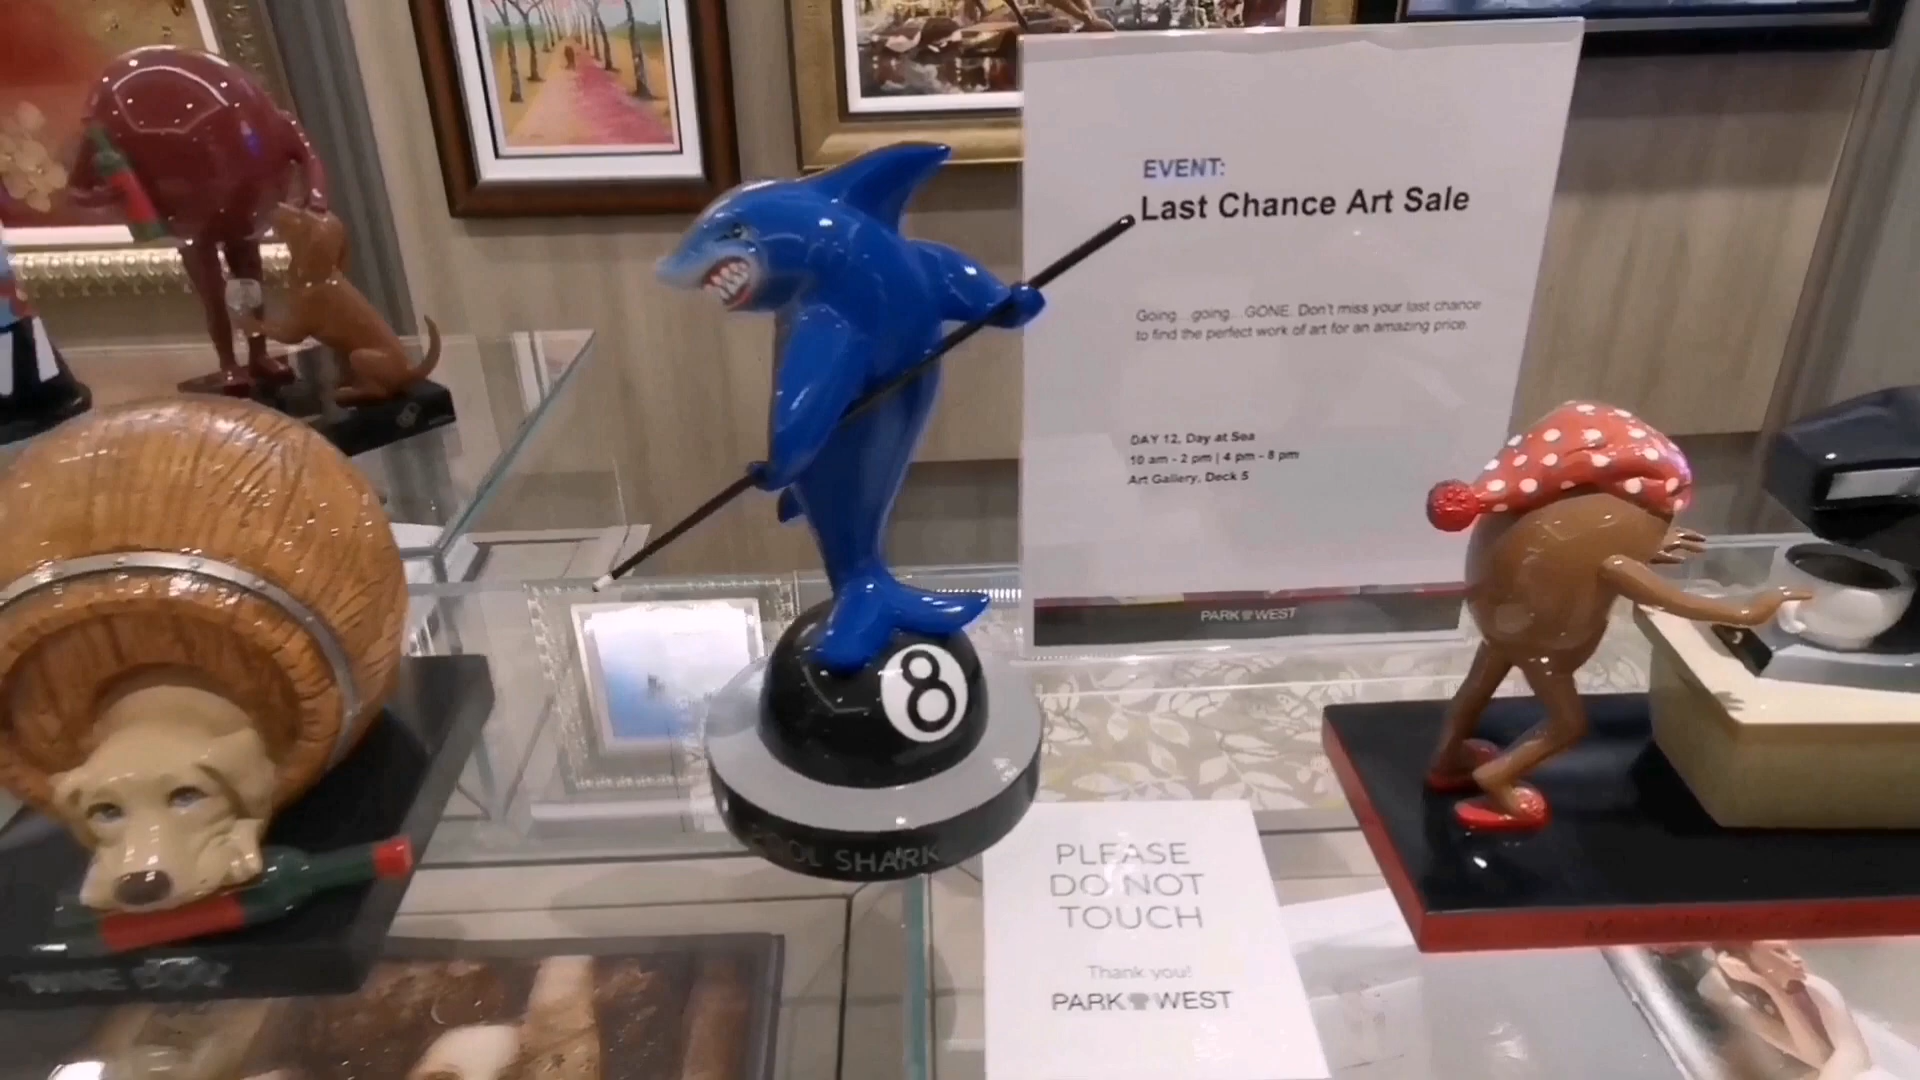 EVENT:
Last Chance Art Sale
Going...going...GONE. Don't miss your last chance
to find the perfect work of art for an amazing price.
DAY 12, Day at Sea
10 am - 2 pm | 4 pm - 8 pm
Art Gallery, Deck 5
PARK WEST
8
SHARK
PLEASE
DO NOT
TOUCH
Thank you!
PARK WEST
WINE